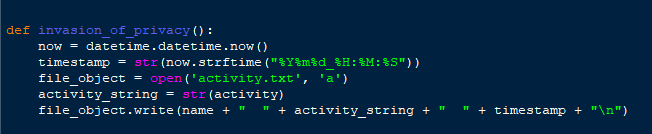 def invasion_of_privacy():
    now = datetime.datetime.now()
    timestamp = str(now.strftime("%Y%m%d_%H:%M:%S"))
    file_object = open('activity.txt', 'a')
    activity_string = str(activity)
    file_object.write(name + "  " + activity_string + "  " + timestamp + "\n")